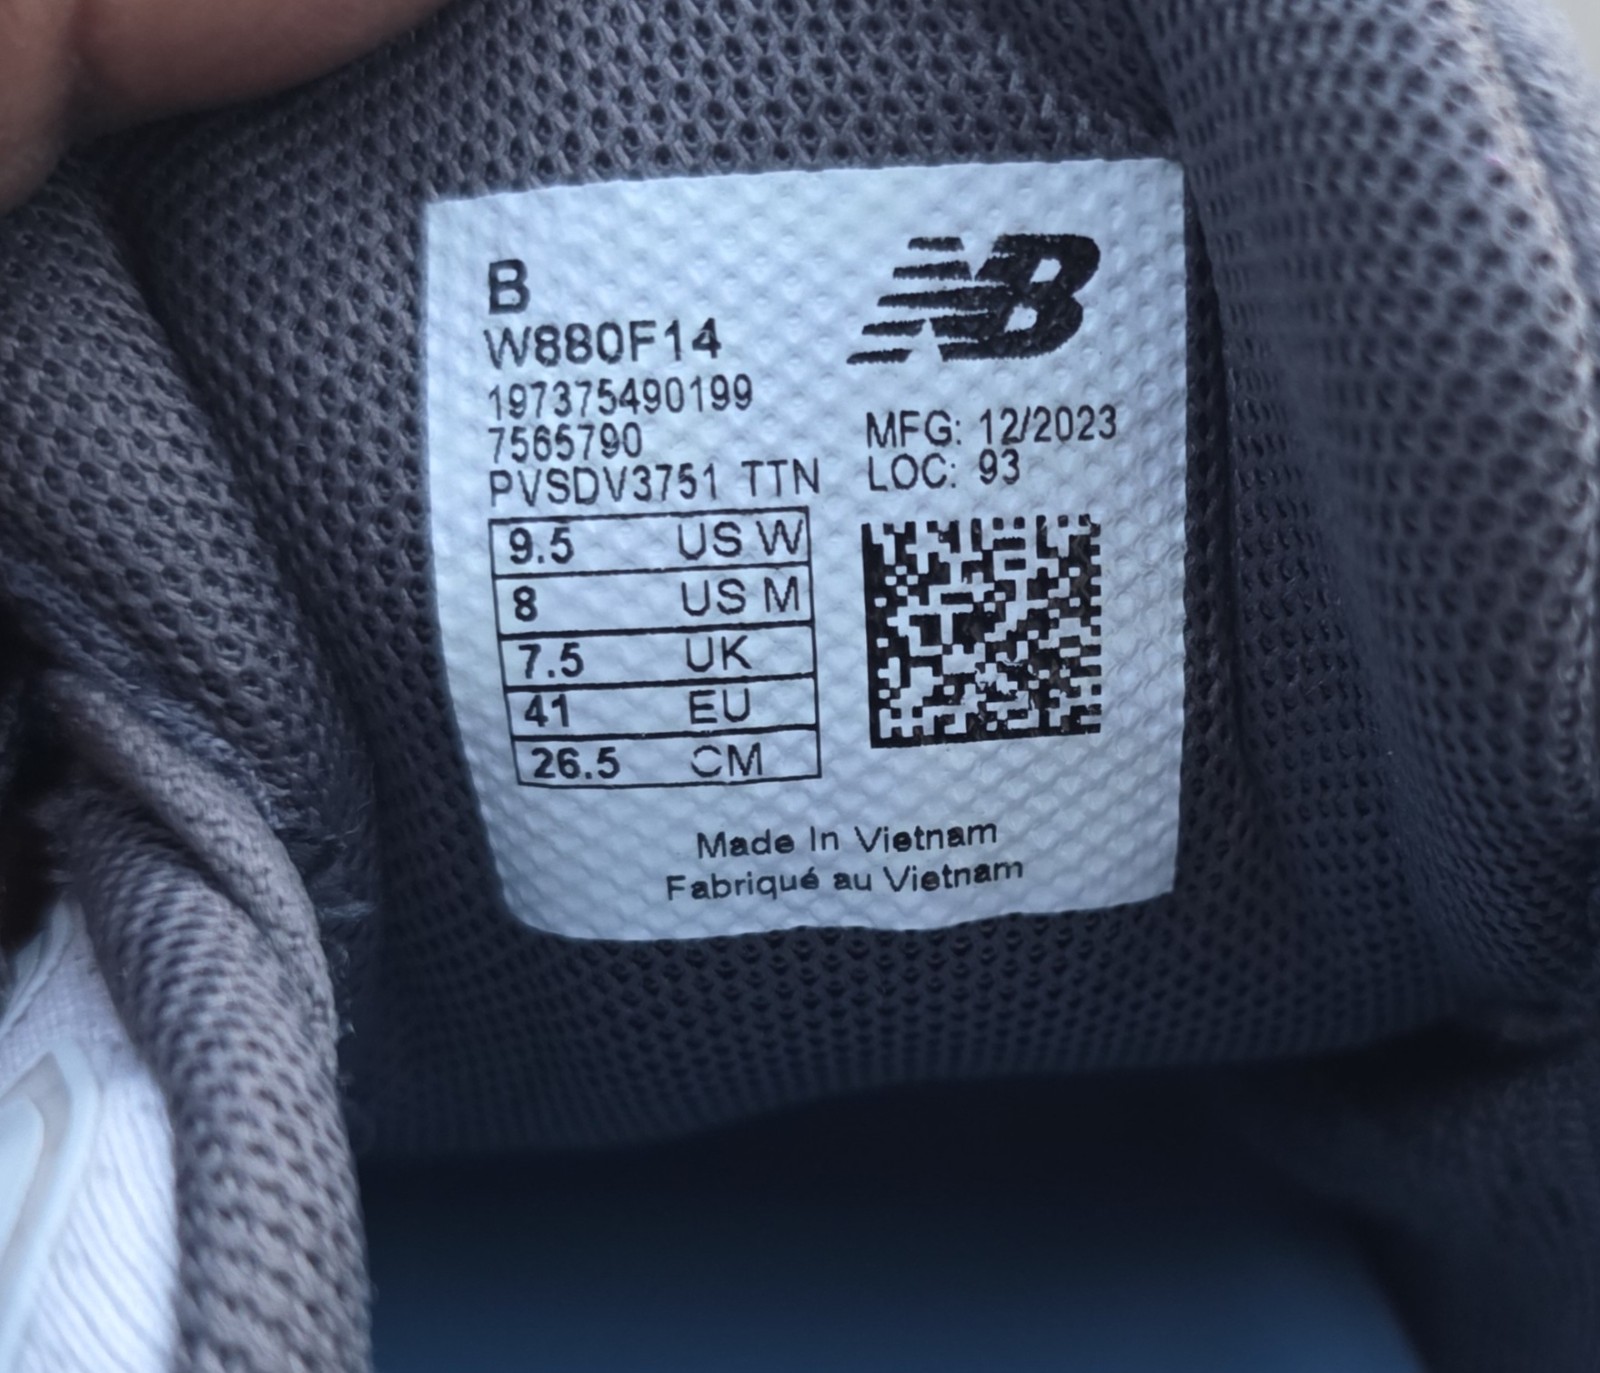 B
NB
W880F14
197375490199
7565790
PVSDV3751 TTN
MFG: 12/2023
LOC: 93
9.5 US W
8 US M
7.5 UK
41 EU
26.5 CM
Made In Vietnam
Fabriqué au Vietnam